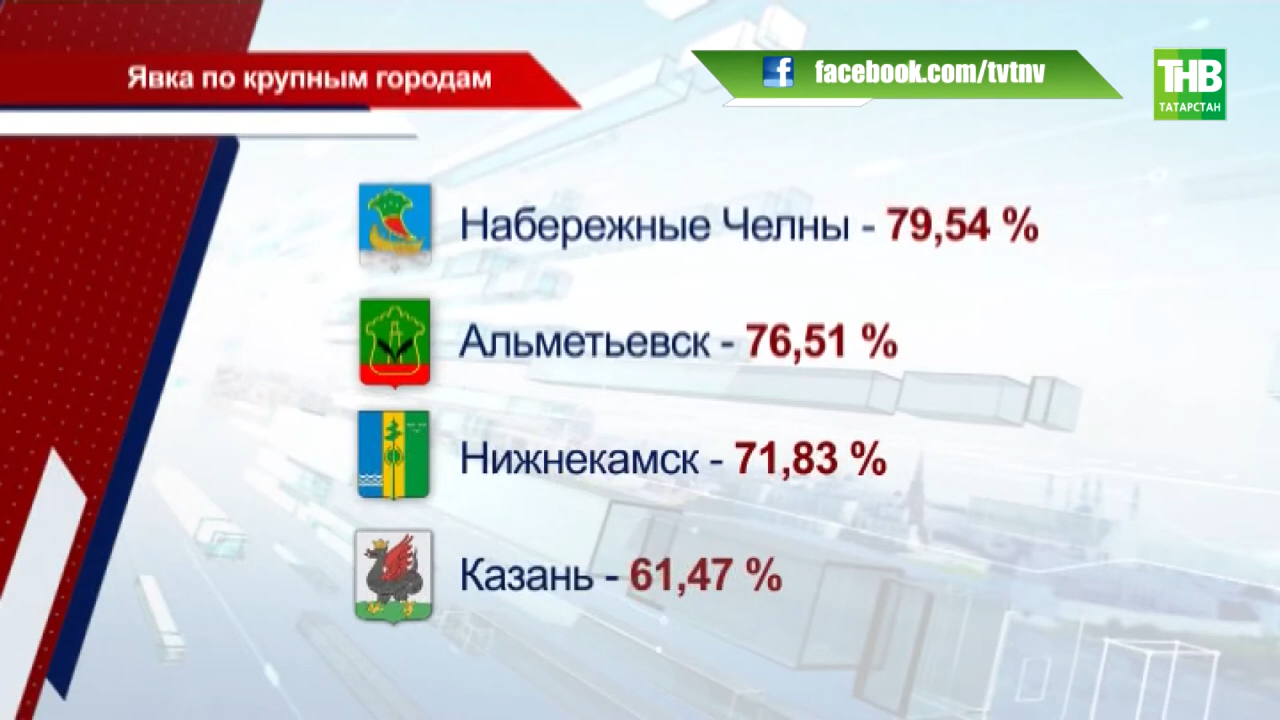 Явка по крупным городам
facebook.com/tvtnv
ТНВ
ТАТАРСТАН
Набережные Челны - 79,54 %
Альметьевск - 76,51 %
Нижнекамск - 71,83 %
Казань - 61,47 %